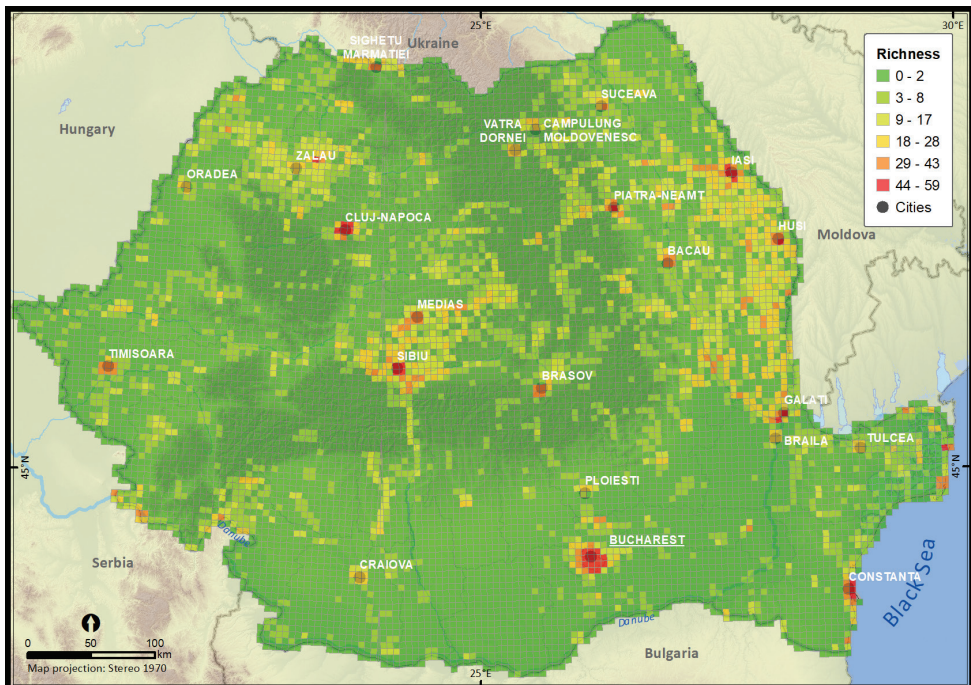 25°E
30°E
SIGHETU
MARMATIEI
Ukraine
Richness
0 - 2
3 - 8
9 - 17
18 - 28
29 - 43
44 - 59
Cities
SUCEAVA
Hungary
VATRA
DORNEI
CAMPULUNG
MOLDOVENESC
ZALAU
IASI
ORADEA
PIATRA-NEAMT
CLUJ-NAPOCA
HUSI
Moldova
BACAU
MEDIAS
TIMISOARA
SIBIU
BRASOV
GALATI
BRAILA
TULCEA
45°N
45°N
PLOIESTI
Danube
BUCHAREST
Serbia
CRAIOVA
CONSTANTA
Black Sea
Danube
0 50 100
km
Map projection: Stereo 1970
Bulgaria
25°E